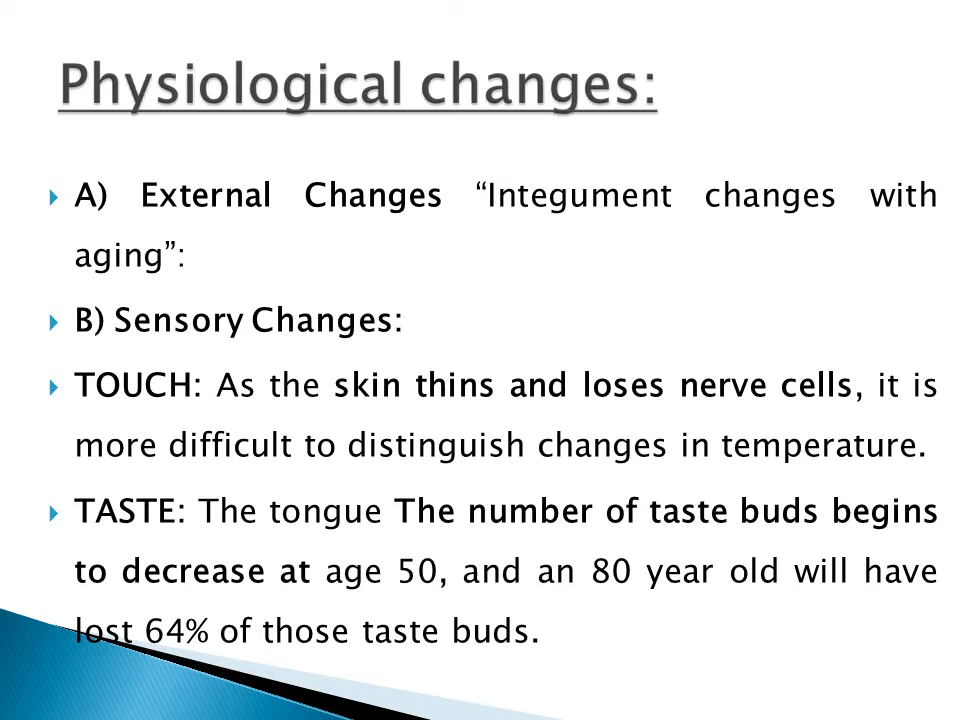 Physiological changes:
A) External Changes “Integument changes with
aging”:
B) Sensory Changes:
TOUCH: As the skin thins and loses nerve cells, it is
more difficult to distinguish changes in temperature.
TASTE: The tongue The number of taste buds begins
to decrease at age 50, and an 80 year old will have
lost 64% of those taste buds.